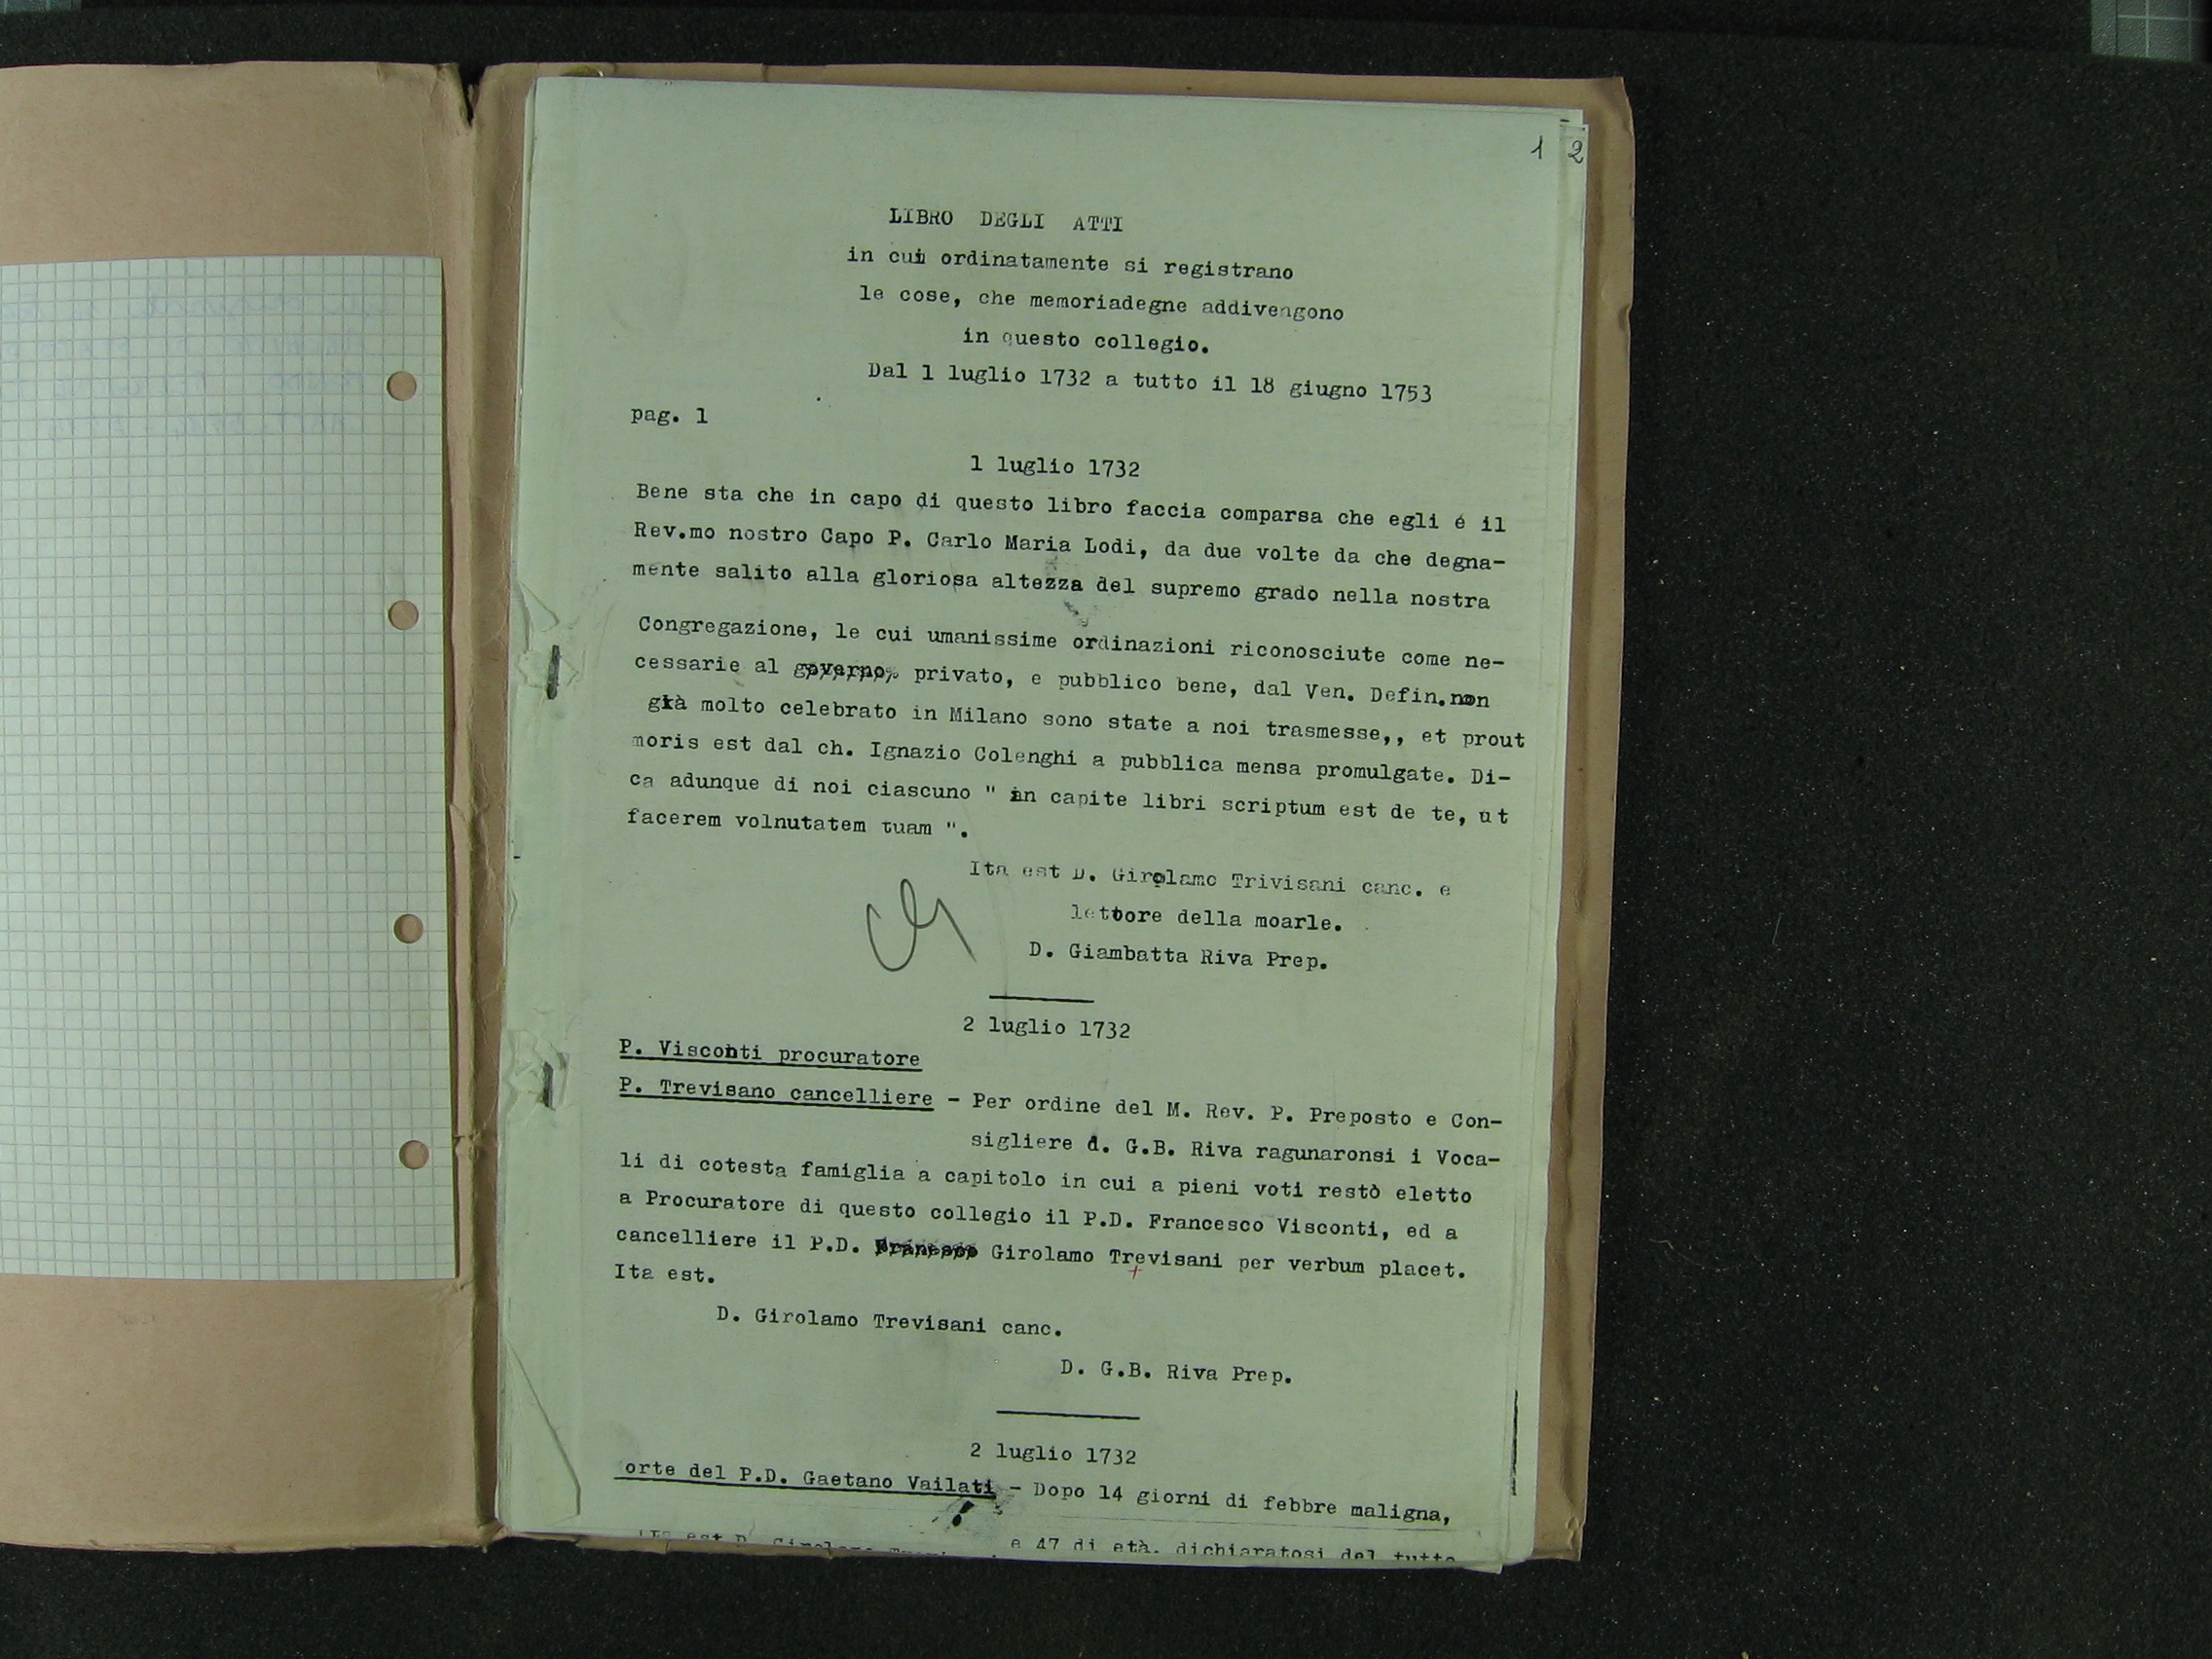 1 2
LIBRO DEGLI ATTI
in cui ordinatamente si registrano
le cose, che memoriadegne addivengono
in questo collegio.
Dal 1 luglio 1732 a tutto il 18 giugno 1753
pag. 1
1 luglio 1732
Bene sta che in capo di questo libro faccia comparsa che egli é il
Rev.mo nostro Capo P. Carlo Maria Lodi, da due volte da che degna-
mente salito alla gloriosa altezza del supremo grado nella nostra
Congregazione, le cui umanissime ordinazioni riconosciute come ne-
cessarie al governo, privato, e pubblico bene, dal Ven. Defin. non
già molto celebrato in Milano sono state a noi trasmesse,, et prout
moris est dal ch. Ignazio Colenghi a pubblica mensa promulgate. Di-
ca adunque di noi ciascuno " in capite libri scriptum est de te, ut
facerem volnutatem tuam ".
Ita est D. Girolamo Trivisani canc. e
lettore della moarle.
D. Giambatta Riva Prep.
2 luglio 1732
P. Visconti procuratore
P. Trevisano cancelliere - Per ordine del M. Rev. P. Preposto e Con-
sigliere d. G.B. Riva ragunaronsi i Voca-
li di cotesta famiglia a capitolo in cui a pieni voti restò eletto
a Procuratore di questo collegio il P.D. Francesco Visconti, ed a
cancelliere il P.D. Girolamo Trevisani per verbum placet.
Ita est.
D. Girolamo Trevisani canc.
D. G.B. Riva Prep.
2 luglio 1732
orte del P.D. Gaetano Vailati - Dopo 14 giorni di febbre maligna,
e 47 di età, dichiaratosi del tutto